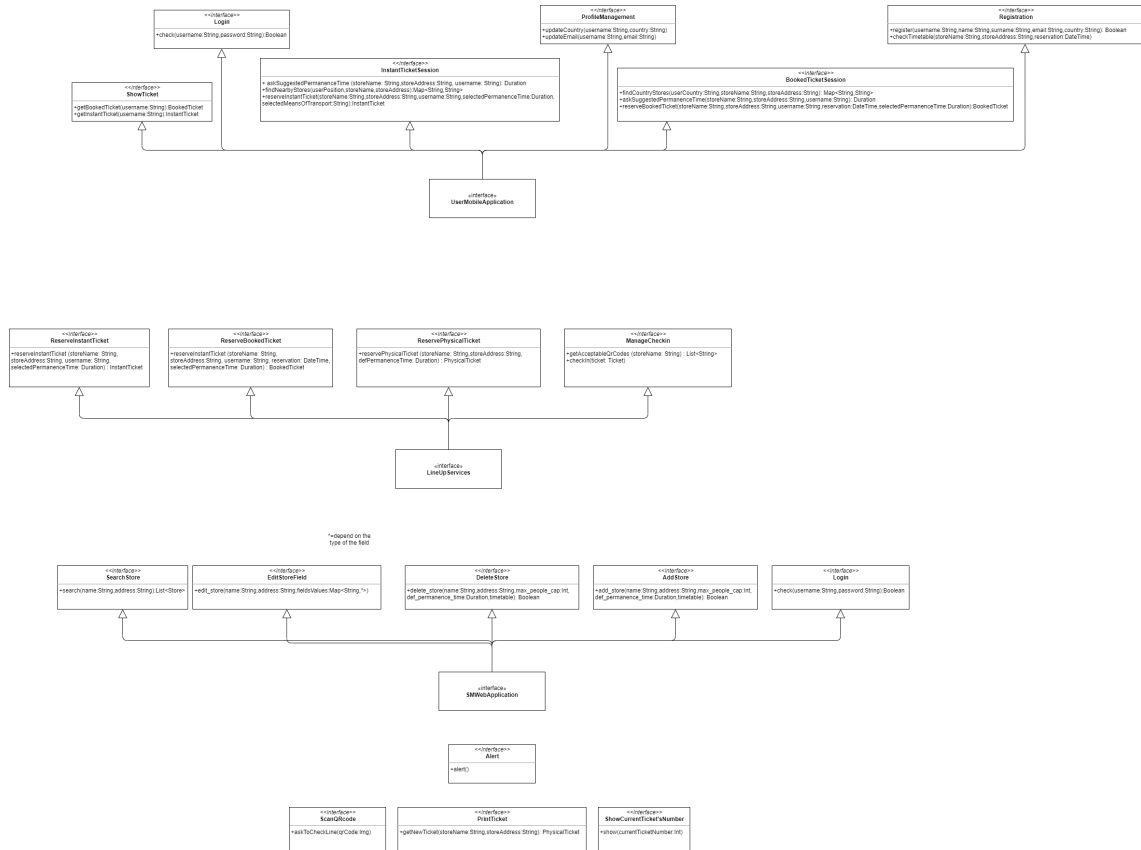 <<interface>>
Login
+check(username:String,password:String):Boolean
<<interface>>
ProfileManagement
+updateCountry(username:String,country:String)
+updateEmail(username:String,email:String)
<<interface>>
Registration
+register(username:String,name:String,surname:String,email:String,country:String): Boolean
+checkTimetable(storeName:String,storeAddress:String,reservation:DateTime)
<<interface>>
ShowTicket
+getBookedTicket(username:String):BookedTicket
+getInstantTicket(username:String):InstantTicket
<<interface>>
InstantTicketSession
+ askSuggestedPermanenceTime (storeName: String,storeAddress:String, username: String): Duration
+findNearbyStores(userPosition,storeName,storeAddress):Map<String,String>
+reserveInstantTicket(storeName:String,storeAddress:String,username:String,selectedPermanenceTime:Duration,
selectedMeansOfTransport:String):InstantTicket
<<interface>>
BookedTicketSession
+findCountryStores(userCountry:String,storeName:String,storeAddress:String): Map<String,String>
+askSuggestedPermanenceTime(storeName:String,storeAddress:String,username:String): Duration
+reserveBookedTicket(storeName:String,storeAddress:String,username:String,reservation:DateTime,selectedPermanenceTime:Duration):BookedTicket
«interface»
UserMobileApplication
<<interface>>
ReserveInstantTicket
+reserveInstantTicket (storeName: String,
storeAddress:String, username: String,
selectedPermanenceTime: Duration) : InstantTicket
<<interface>>
ReserveBookedTicket
+reserveInstantTicket (storeName: String,
storeAddress:String, username: String, reservation: DateTime,
selectedPermanenceTime: Duration) : BookedTicket
<<interface>>
ReservePhysicalTicket
+reservePhysicalTicket (storeName: String,storeAddress:String,
defPermanenceTime: Duration) : PhysicalTicket
<<interface>>
ManageCheckin
+getAcceptableQrCodes (storeName: String) : List<String>
+checkIn(ticket: Ticket)
«interface»
LineUpServices
*=depend on the
type of the field
<<interface>>
SearchStore
+search(name:String,address:String):List<Store>
<<interface>>
EditStoreField
+edit_store(name:String,address:String,fieldsValues:Map<String,*>)
<<interface>>
DeleteStore
+delete_store(name:String,address:String,max_people_cap:Int,
def_permanence_time:Duration,timetable): Boolean
<<interface>>
AddStore
+add_store(name:String,address:String,max_people_cap:Int,
def_permanence_time:Duration,timetable): Boolean
<<interface>>
Login
+check(username:String,password:String):Boolean
«interface»
SMWebApplication
<<interface>>
Alert
+alert()
<<interface>>
ScanQRcode
+askToCheckLine(qrCode:Img)
<<interface>>
PrintTicket
+getNewTicket(storeName:String,storeAddress:String): PhysicalTicket
<<interface>>
ShowCurrentTicket'sNumber
+show(currentTicketNumber:Int)